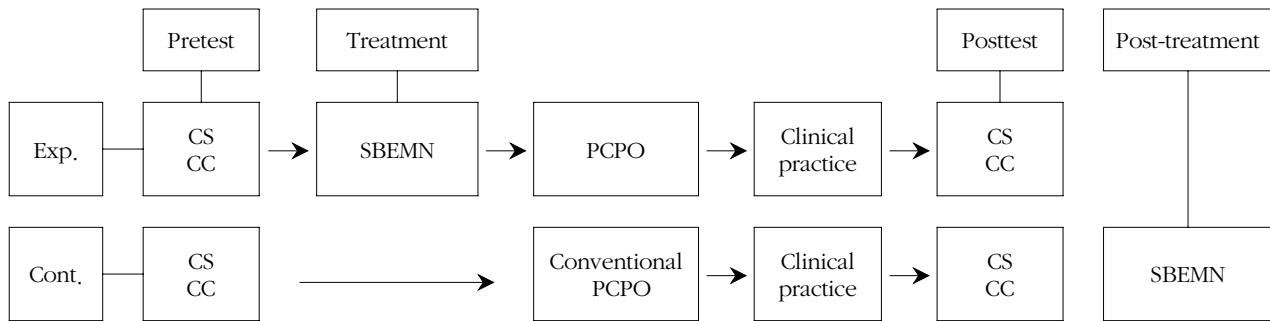 Pretest
Treatment
Posttest
Post-treatment
Exp.
CS
CC
SBEMN
PCPO
Clinical
practice
CS
CC
Cont.
CS
CC
Conventional
PCPO
Clinical
practice
CS
CC
SBEMN